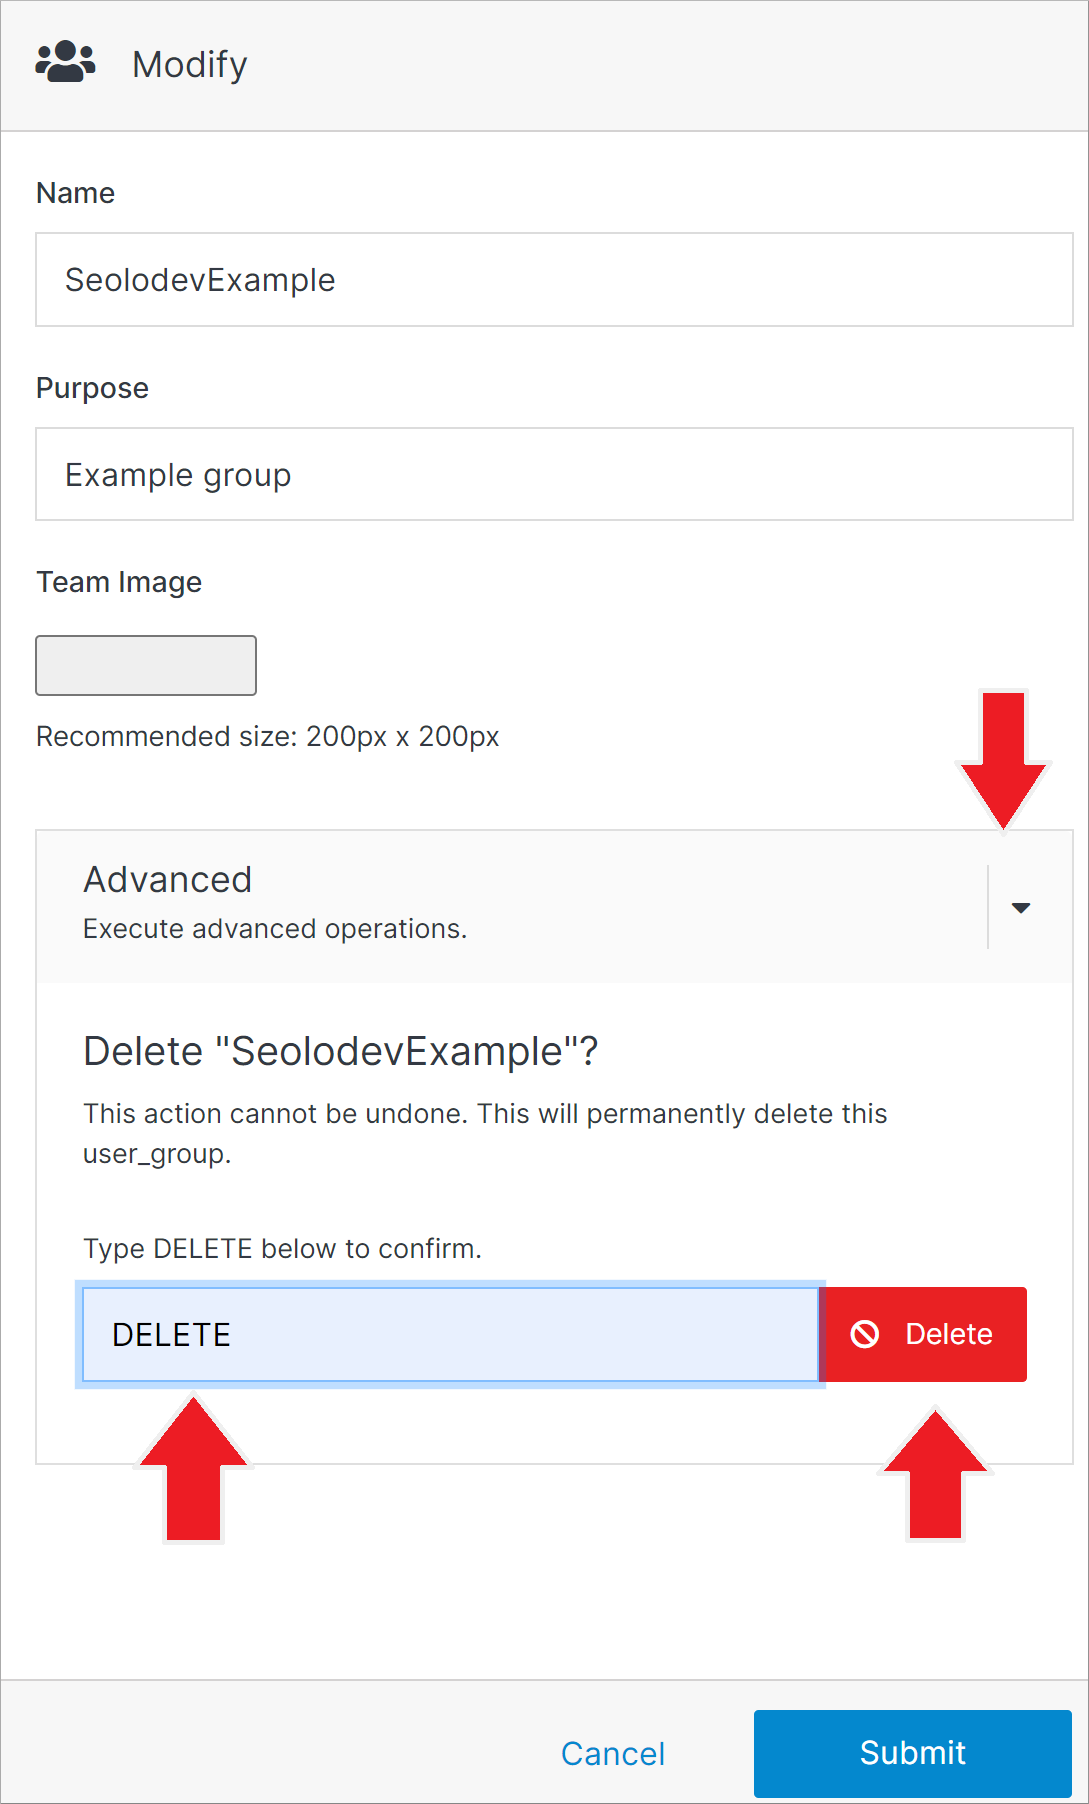 Modify
Name
SeolodevExample
Purpose
Example group
Team Image
Recommended size: 200px x 200px
Advanced
Execute advanced operations.
Delete "SeolodevExample"?
This action cannot be undone. This will permanently delete this
user_group.
Type DELETE below to confirm.
DELETE
Delete
Cancel
Submit